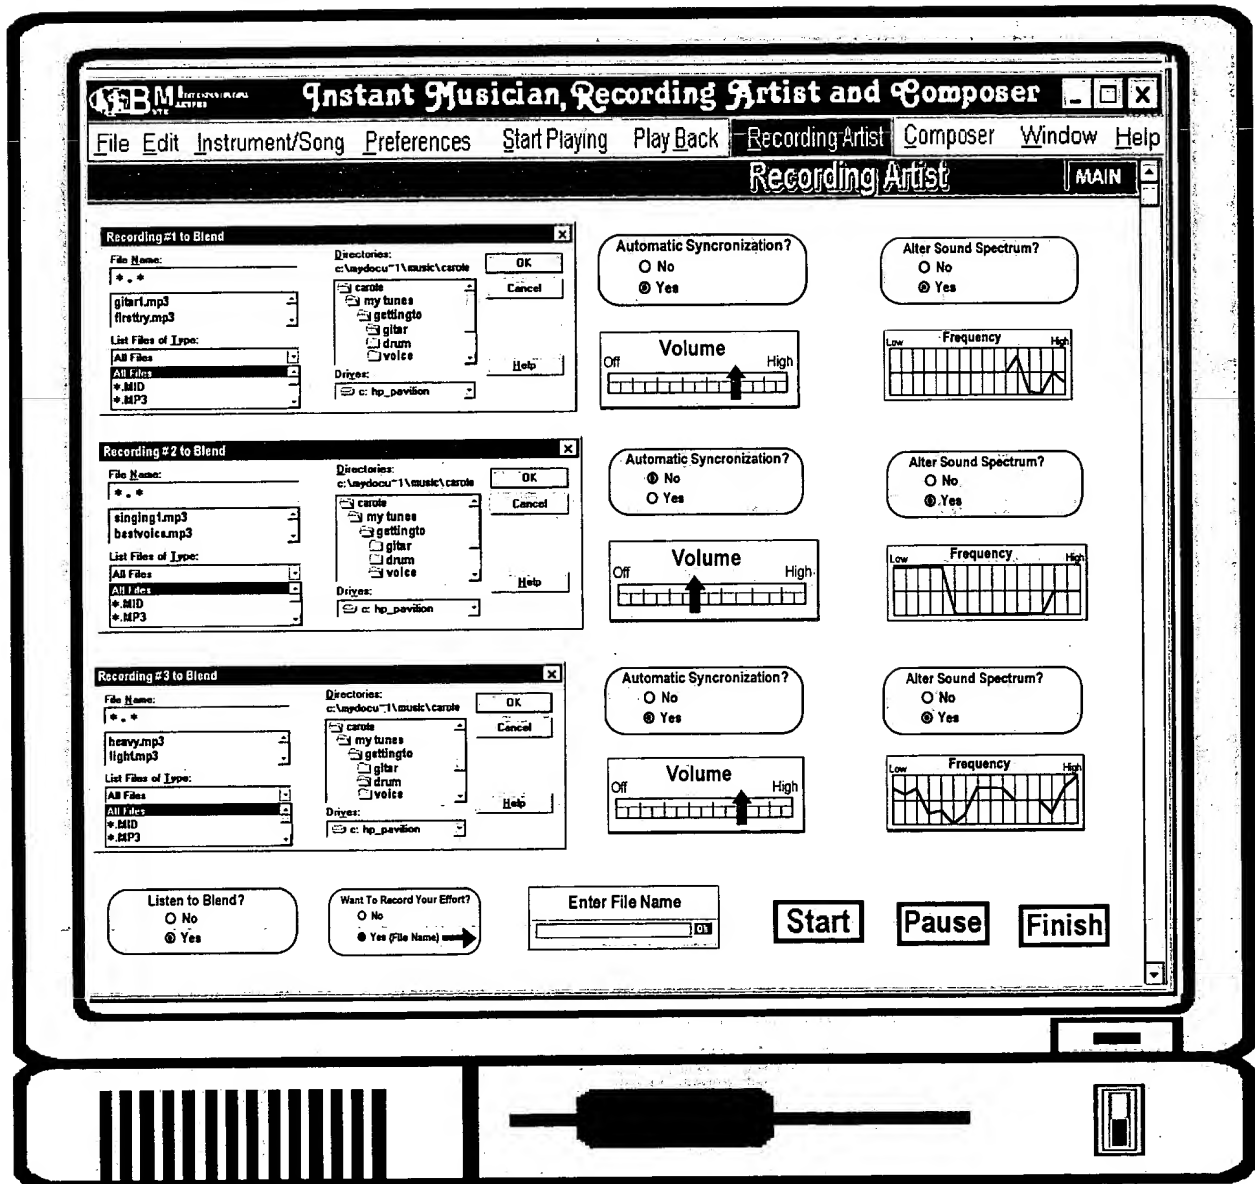 Instant Musician, Recording Artist and Composer
File Edit Instrument/Song Preferences Start Playing Play Back Recording Artist Composer Window Help
Recording Artist MAIN
Recording #1 to Blend
File Name:
*.*
gitar1.mp3
firsttry.mp3
List Files of Type:
All Files
All Files
*.MID
*.MP3
Directories:
c:\mydocu~1\music\carole
carole
my tunes
gettingto
gitar
drum
voice
Drives:
c: hp_pavilion
OK
Cancel
Help
Automatic Syncronization?
No
Yes
Alter Sound Spectrum?
No
Yes
Volume
Off High
Frequency
Low High
Recording #2 to Blend
File Name:
*.*
singing1.mp3
bestvoice.mp3
List Files of Type:
All Files
All Files
*.MID
*.MP3
Directories:
c:\mydocu~1\music\carole
carole
my tunes
gettingto
gitar
drum
voice
Drives:
c: hp_pavilion
OK
Cancel
Help
Automatic Syncronization?
No
Yes
Alter Sound Spectrum?
No
Yes
Volume
Off High
Frequency
Low High
Recording #3 to Blend
File Name:
*.*
heavy.mp3
light.mp3
List Files of Type:
All Files
All Files
*.MID
*.MP3
Directories:
c:\mydocu~1\music\carole
carole
my tunes
gettingto
gitar
drum
voice
Drives:
c: hp_pavilion
OK
Cancel
Help
Automatic Syncronization?
No
Yes
Alter Sound Spectrum?
No
Yes
Volume
Off High
Frequency
Low High
Listen to Blend?
No
Yes
Want To Record Your Effort?
No
Yes (File Name)
Enter File Name
Start
Pause
Finish